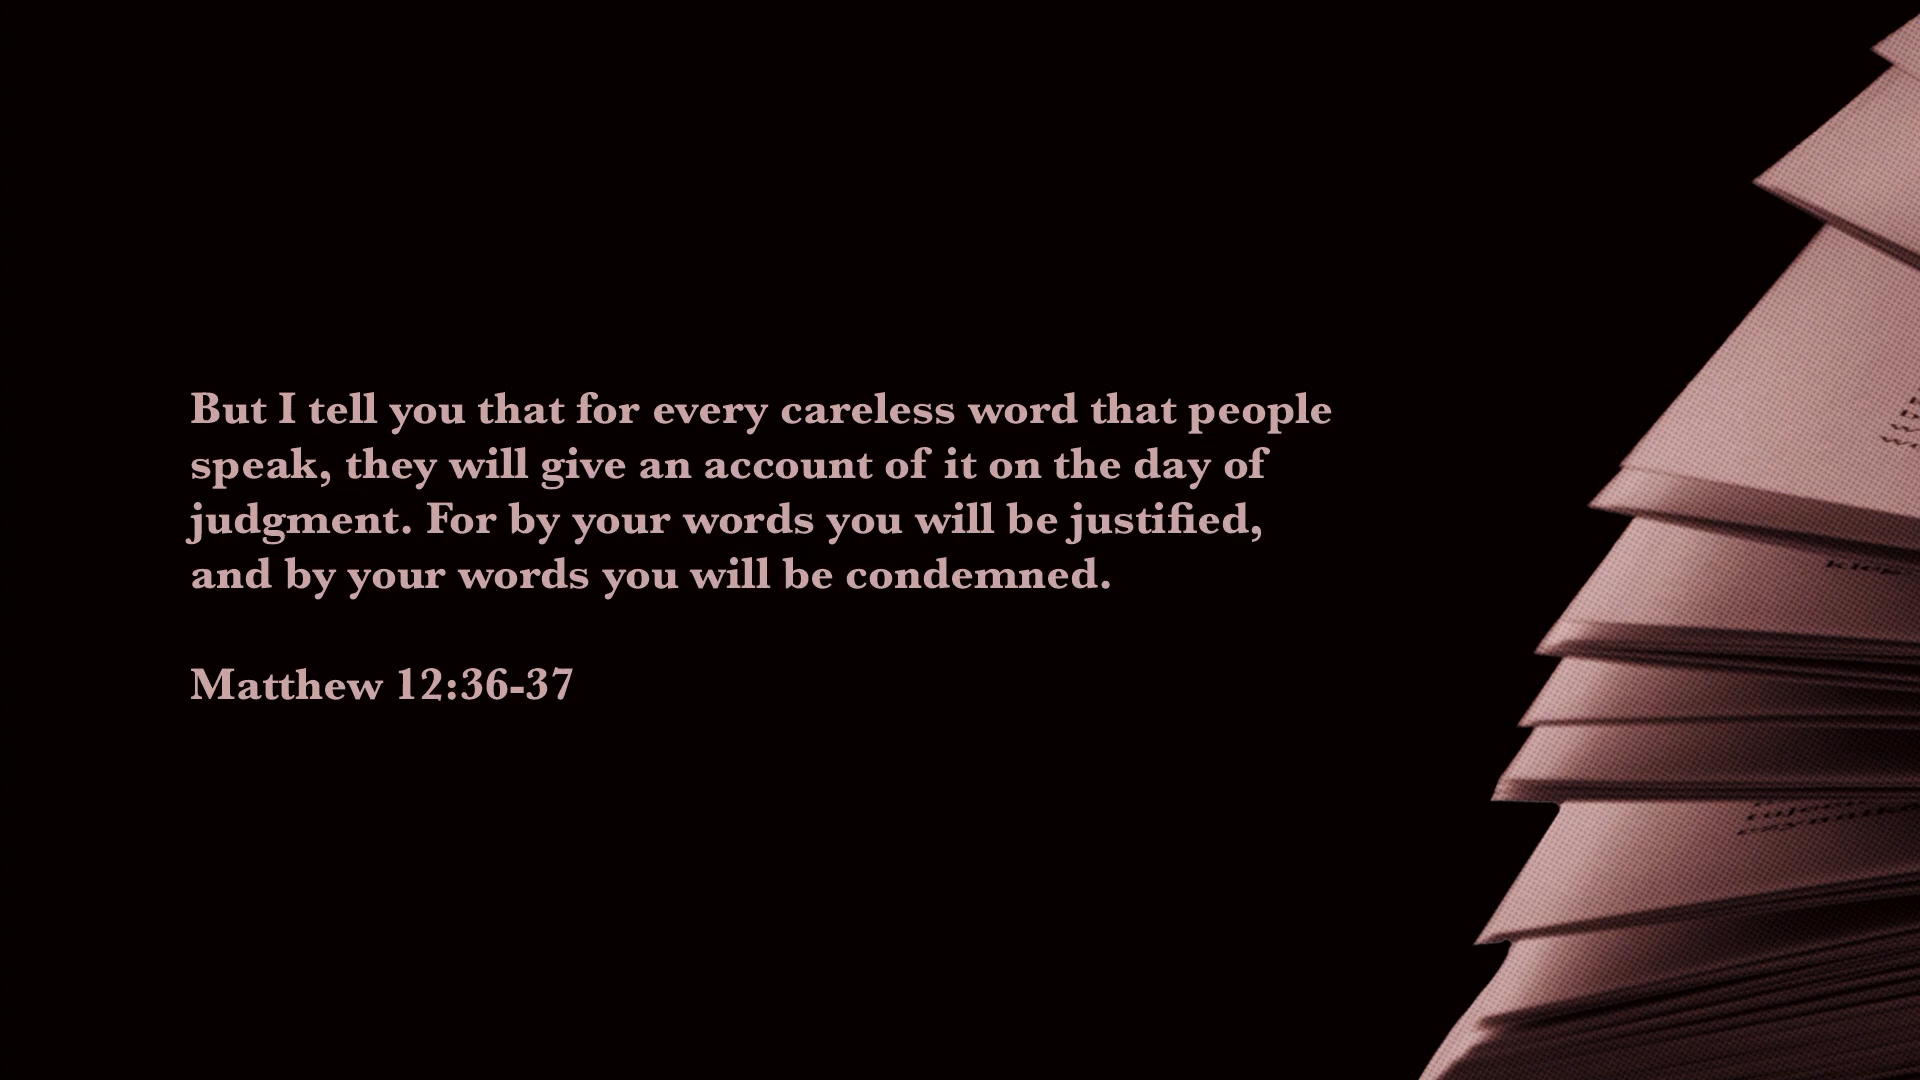 But I tell you that for every careless word that people
speak, they will give an account of it on the day of
judgment. For by your words you will be justified,
and by your words you will be condemned.
Matthew 12:36-37